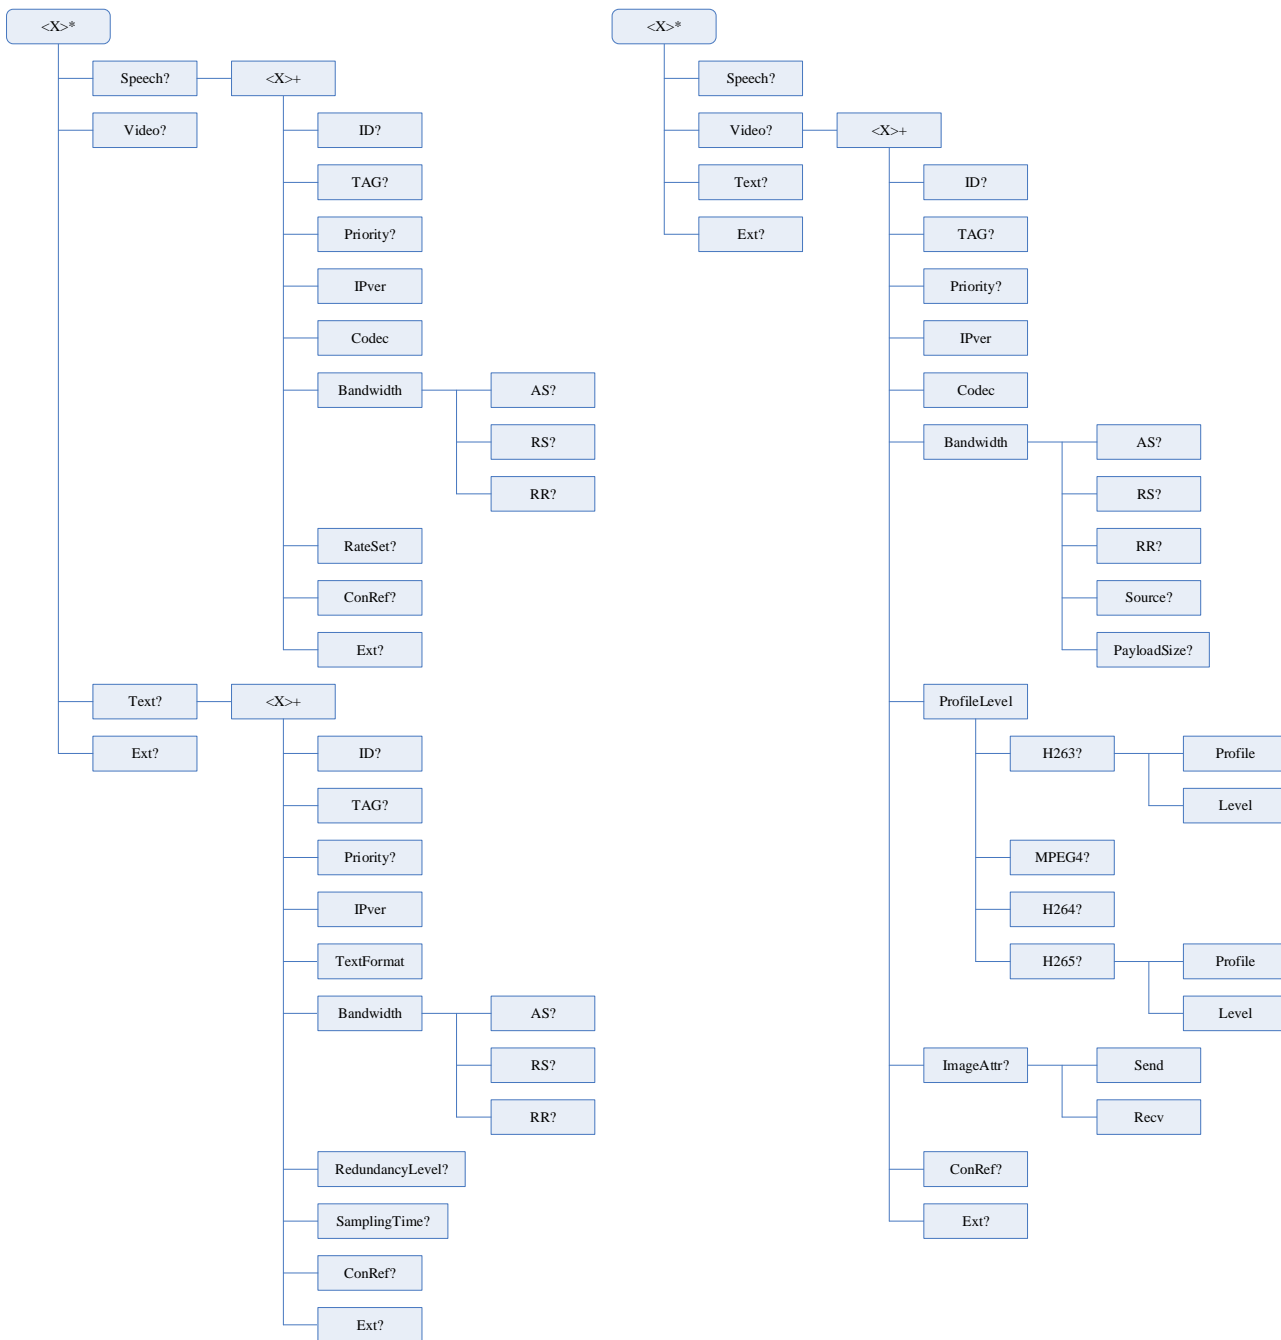 <X>*
Speech?
<X>+
Video?
ID?
TAG?
Priority?
IPver
Codec
Bandwidth
AS?
RS?
RR?
RateSet?
ConRef?
Ext?
Text?
<X>+
Ext?
ID?
TAG?
Priority?
IPver
TextFormat
Bandwidth
AS?
RS?
RR?
RedundancyLevel?
SamplingTime?
ConRef?
Ext?
<X>*
Speech?
Video?
<X>+
Text?
Ext?
ID?
TAG?
Priority?
IPver
Codec
Bandwidth
AS?
RS?
RR?
Source?
PayloadSize?
ProfileLevel
H263?
Profile
Level
MPEG4?
H264?
H265?
Profile
Level
ImageAttr?
Send
Recv
ConRef?
Ext?